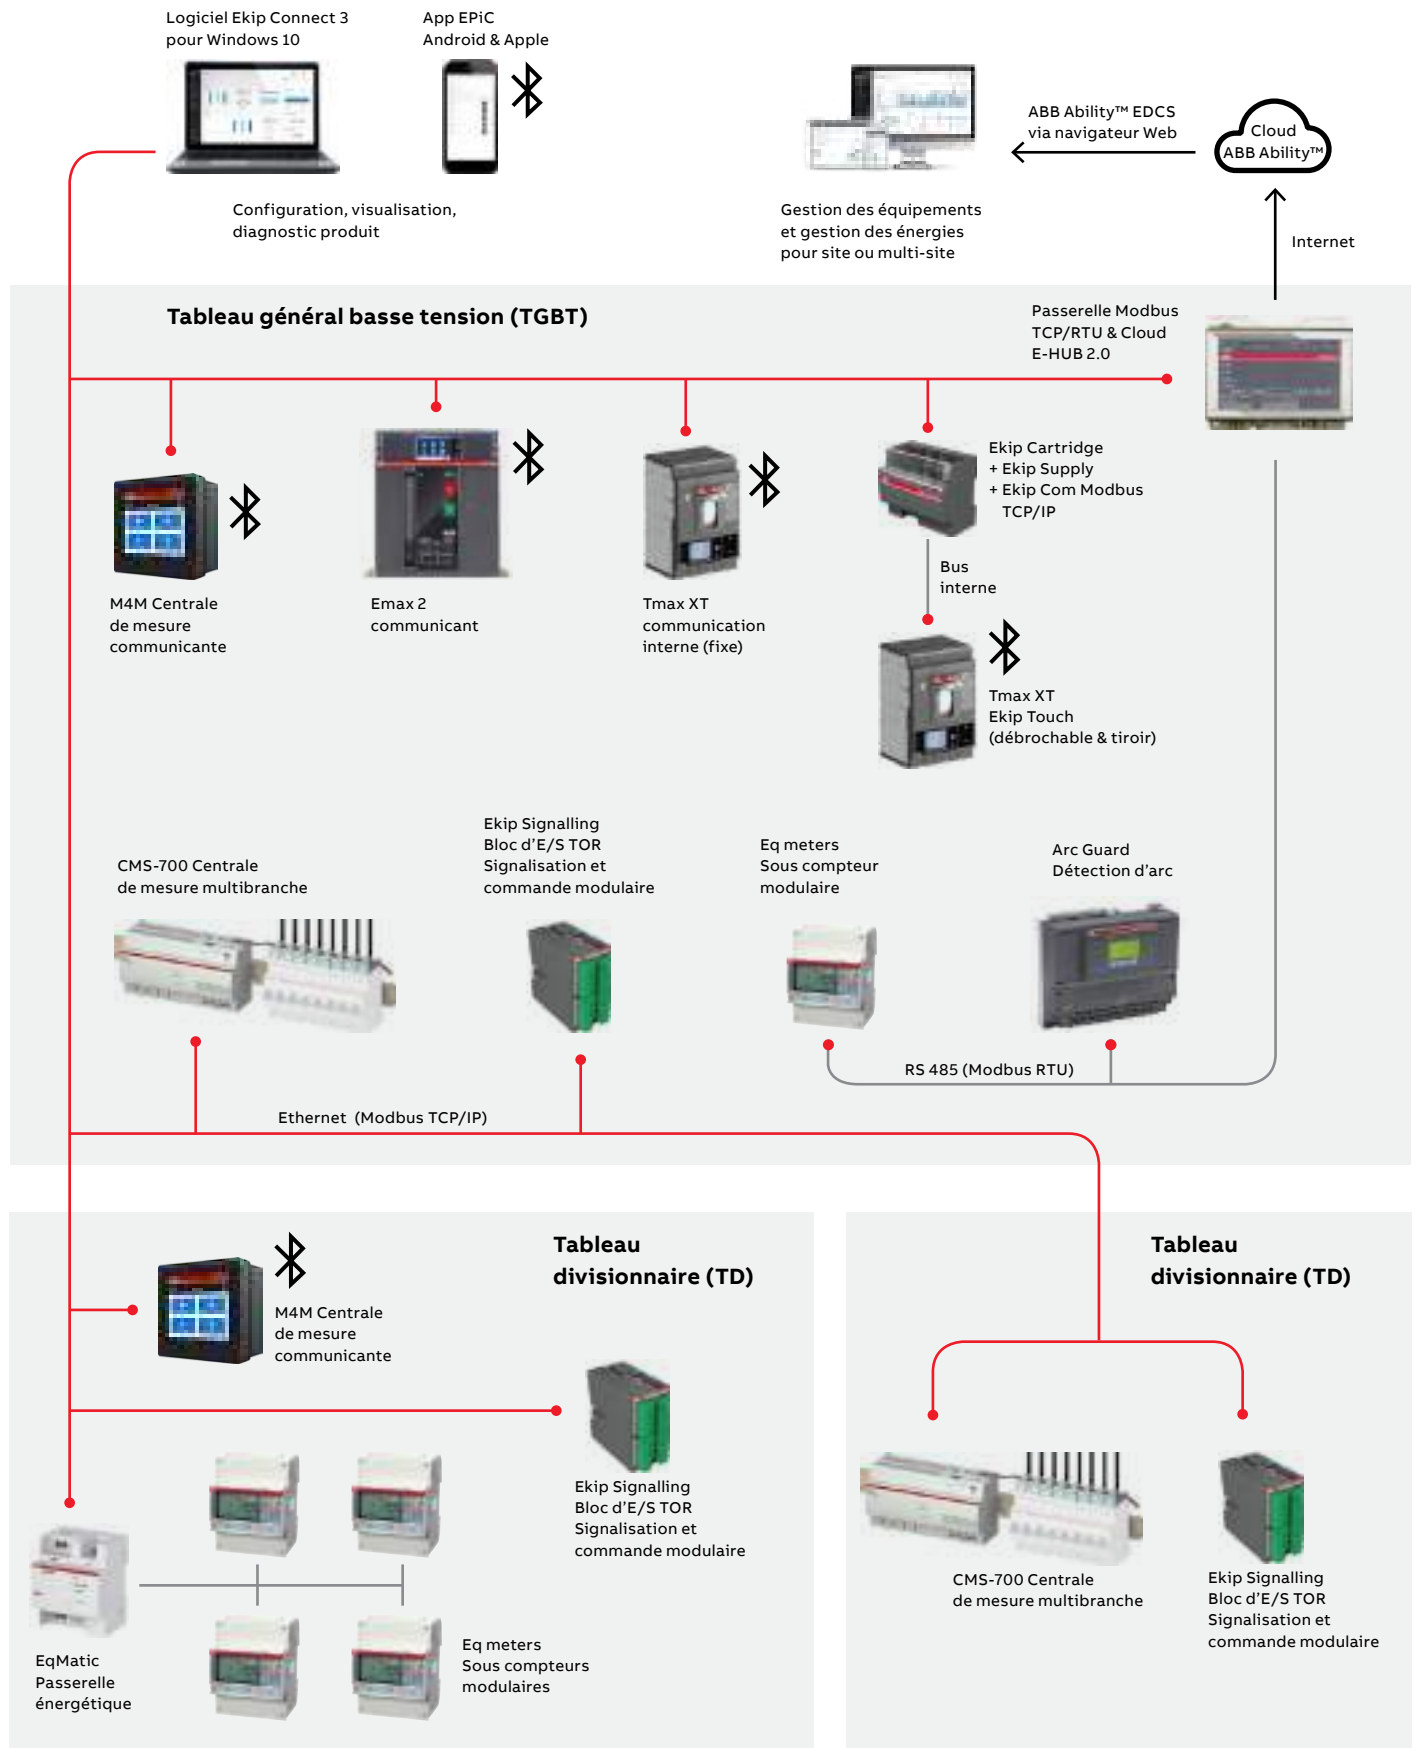 Logiciel Ekip Connect 3
pour Windows 10
App EPiC
Android & Apple
Configuration, visualisation,
diagnostic produit
Gestion des équipements
et gestion des énergies
pour site ou multi-site
ABB Ability™ EDCS
via navigateur Web
Cloud
ABB Ability™
Internet
Tableau général basse tension (TGBT)
Passerelle Modbus
TCP/RTU & Cloud
E-HUB 2.0
M4M Centrale
de mesure
communicante
Emax 2
communicant
Tmax XT
communication
interne (fixe)
Ekip Cartridge
+ Ekip Supply
+ Ekip Com Modbus
TCP/IP
Bus
interne
Tmax XT
Ekip Touch
(débrochable & tiroir)
CMS-700 Centrale
de mesure multibranche
Ekip Signalling
Bloc d'E/S TOR
Signalisation et
commande modulaire
Eq meters
Sous compteur
modulaire
Arc Guard
Détection d'arc
RS 485 (Modbus RTU)
Ethernet (Modbus TCP/IP)
Tableau
divisionnaire (TD)
M4M Centrale
de mesure
communicante
Ekip Signalling
Bloc d'E/S TOR
Signalisation et
commande modulaire
EqMatic
Passerelle
énergétique
Eq meters
Sous compteurs
modulaires
Tableau
divisionnaire (TD)
CMS-700 Centrale
de mesure multibranche
Ekip Signalling
Bloc d'E/S TOR
Signalisation et
commande modulaire